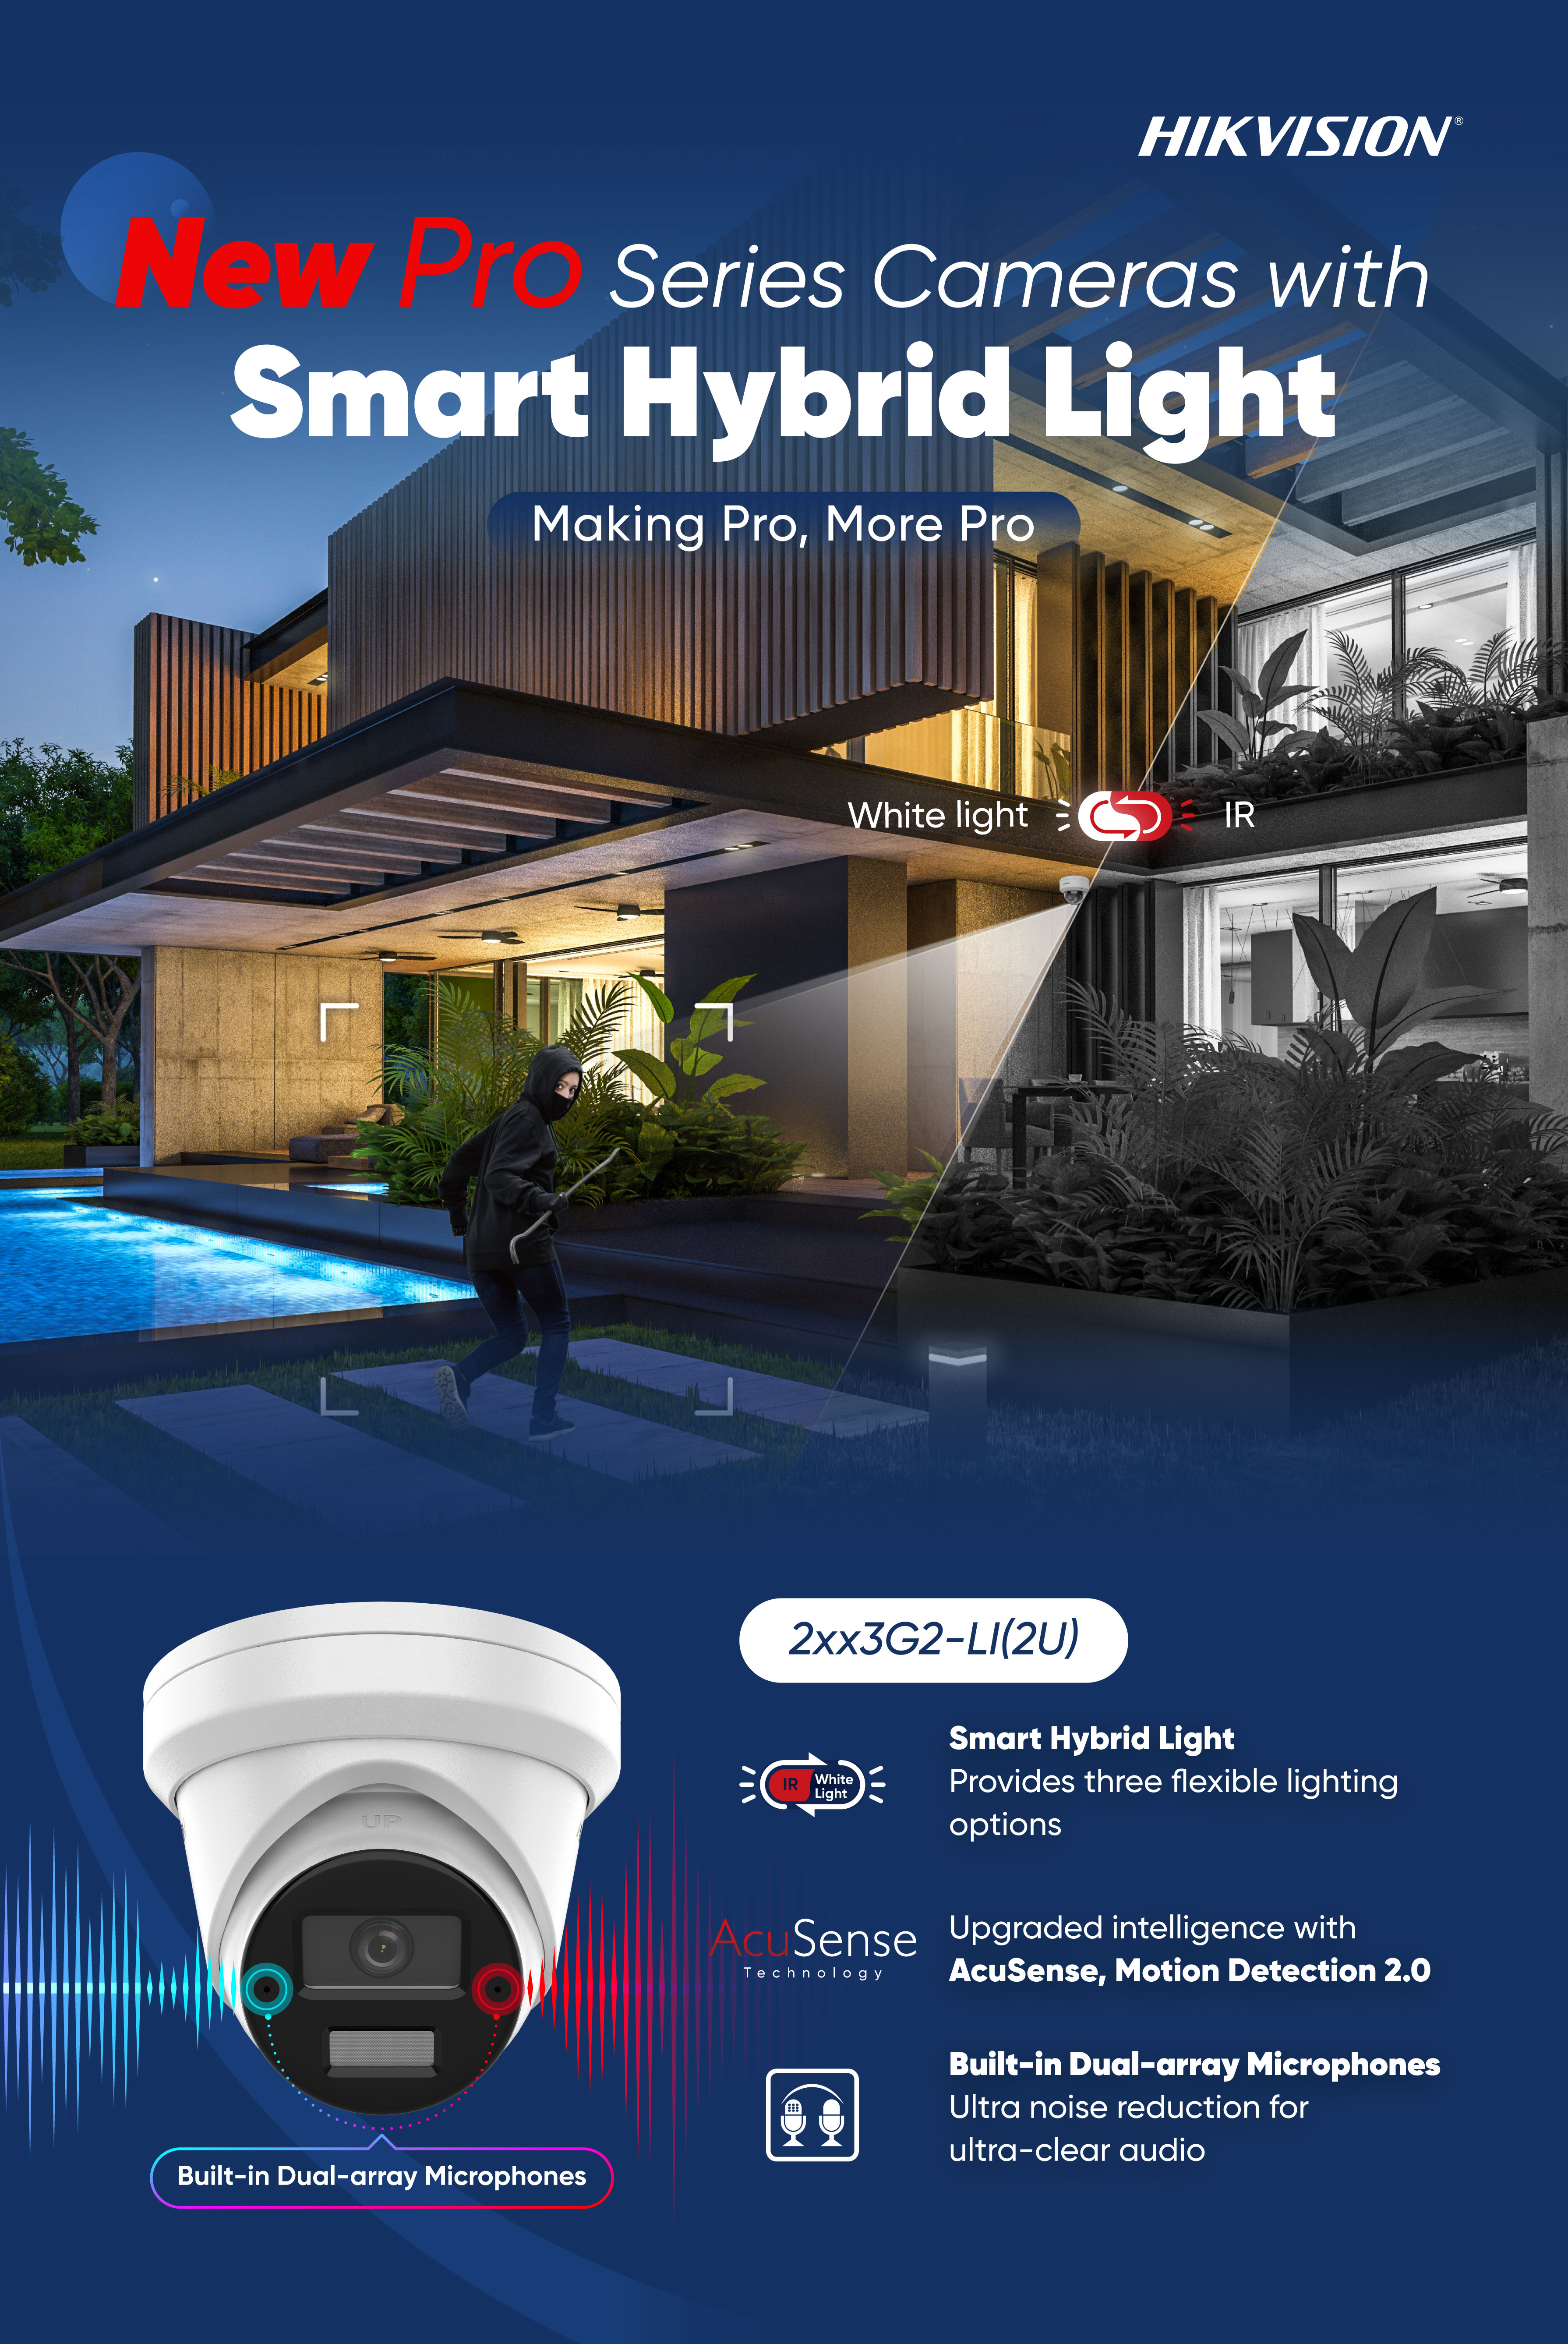 HIKVISION®
New Pro Series Cameras with
Smart Hybrid Light
Making Pro, More Pro
White light IR
2xx3G2-LI(2U)
IR White
Light
Smart Hybrid Light
Provides three flexible lighting
options
UP
AcuSense
Technology
Upgraded intelligence with
AcuSense, Motion Detection 2.0
Built-in Dual-array Microphones
Ultra noise reduction for
ultra-clear audio
Built-in Dual-array Microphones